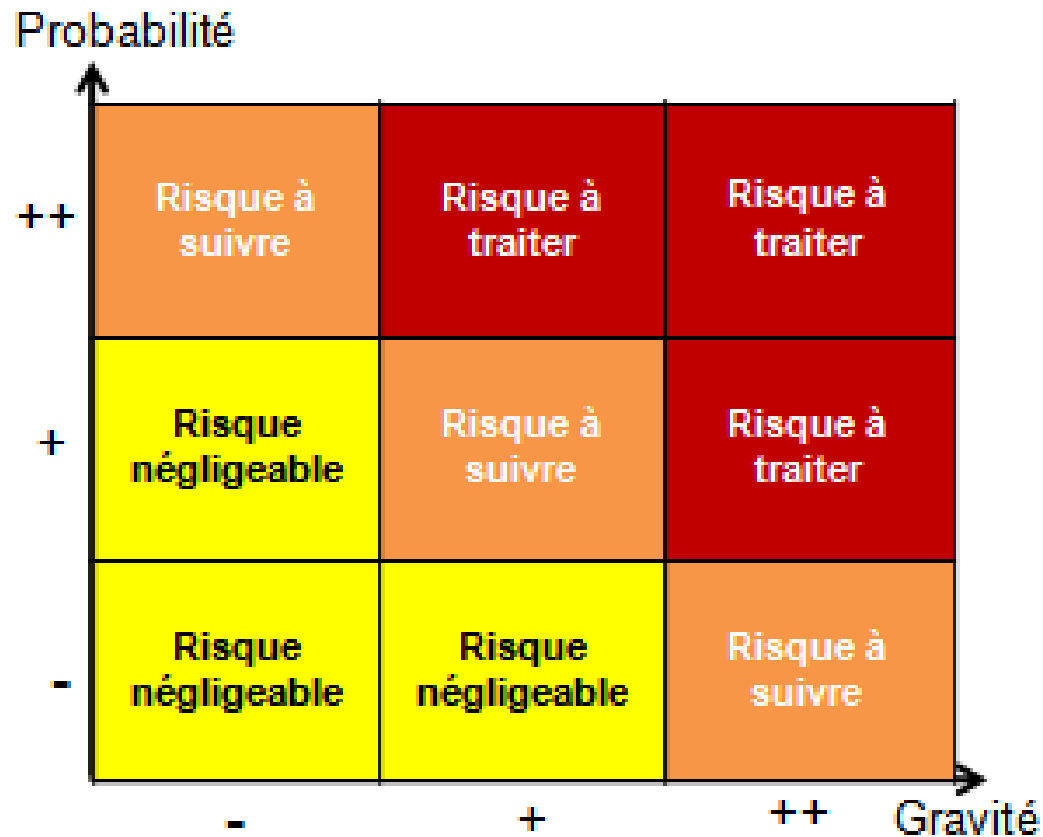 Probabilité
++
Risque à
suivre
Risque à
traiter
Risque à
traiter
+
Risque
négligeable
Risque à
suivre
Risque à
traiter
-
Risque
négligeable
Risque
négligeable
Risque à
suivre
-
+
++
Gravité